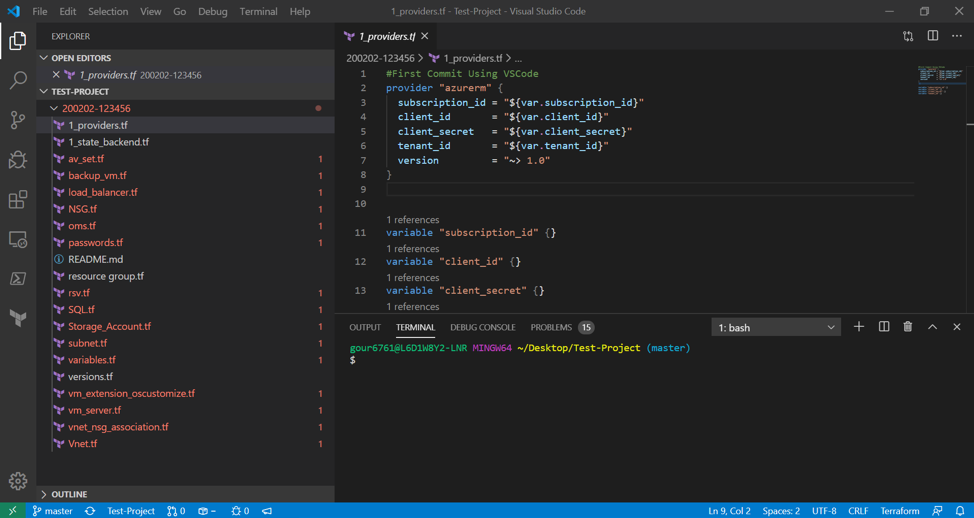 File Edit Selection View Go Debug Terminal Help
1_providers.tf - Test-Project - Visual Studio Code
EXPLORER
OPEN EDITORS
1_providers.tf 200202-123456
TEST-PROJECT
200202-123456
1_providers.tf
1_state_backend.tf
av_set.tf 1
backup_vm.tf 1
load_balancer.tf 1
NSG.tf 1
oms.tf 1
passwords.tf 1
README.md
resource group.tf
rsv.tf 1
SQL.tf 1
Storage_Account.tf 1
subnet.tf 1
variables.tf 1
versions.tf
vm_extension_oscustomize.tf 1
vm_server.tf 1
vnet_nsg_association.tf 1
Vnet.tf 1
OUTLINE
1_providers.tf
200202-123456 > 1_providers.tf > ...
1 #First Commit Using VSCode
2 provider "azurerm" {
3 subscription_id = "${var.subscription_id}"
4 client_id = "${var.client_id}"
5 client_secret = "${var.client_secret}"
6 tenant_id = "${var.tenant_id}"
7 version = "~> 1.0"
8 }
9
10
1 references
11 variable "subscription_id" {}
1 references
12 variable "client_id" {}
1 references
13 variable "client_secret" {}
1 references
OUTPUT TERMINAL DEBUG CONSOLE PROBLEMS 15 1: bash
gour6761@L6D1W8Y2-LNR MINGW64 ~/Desktop/Test-Project (master)
$
master Test-Project 0 - 0 Ln 9, Col 2 Spaces: 2 UTF-8 CRLF Terraform